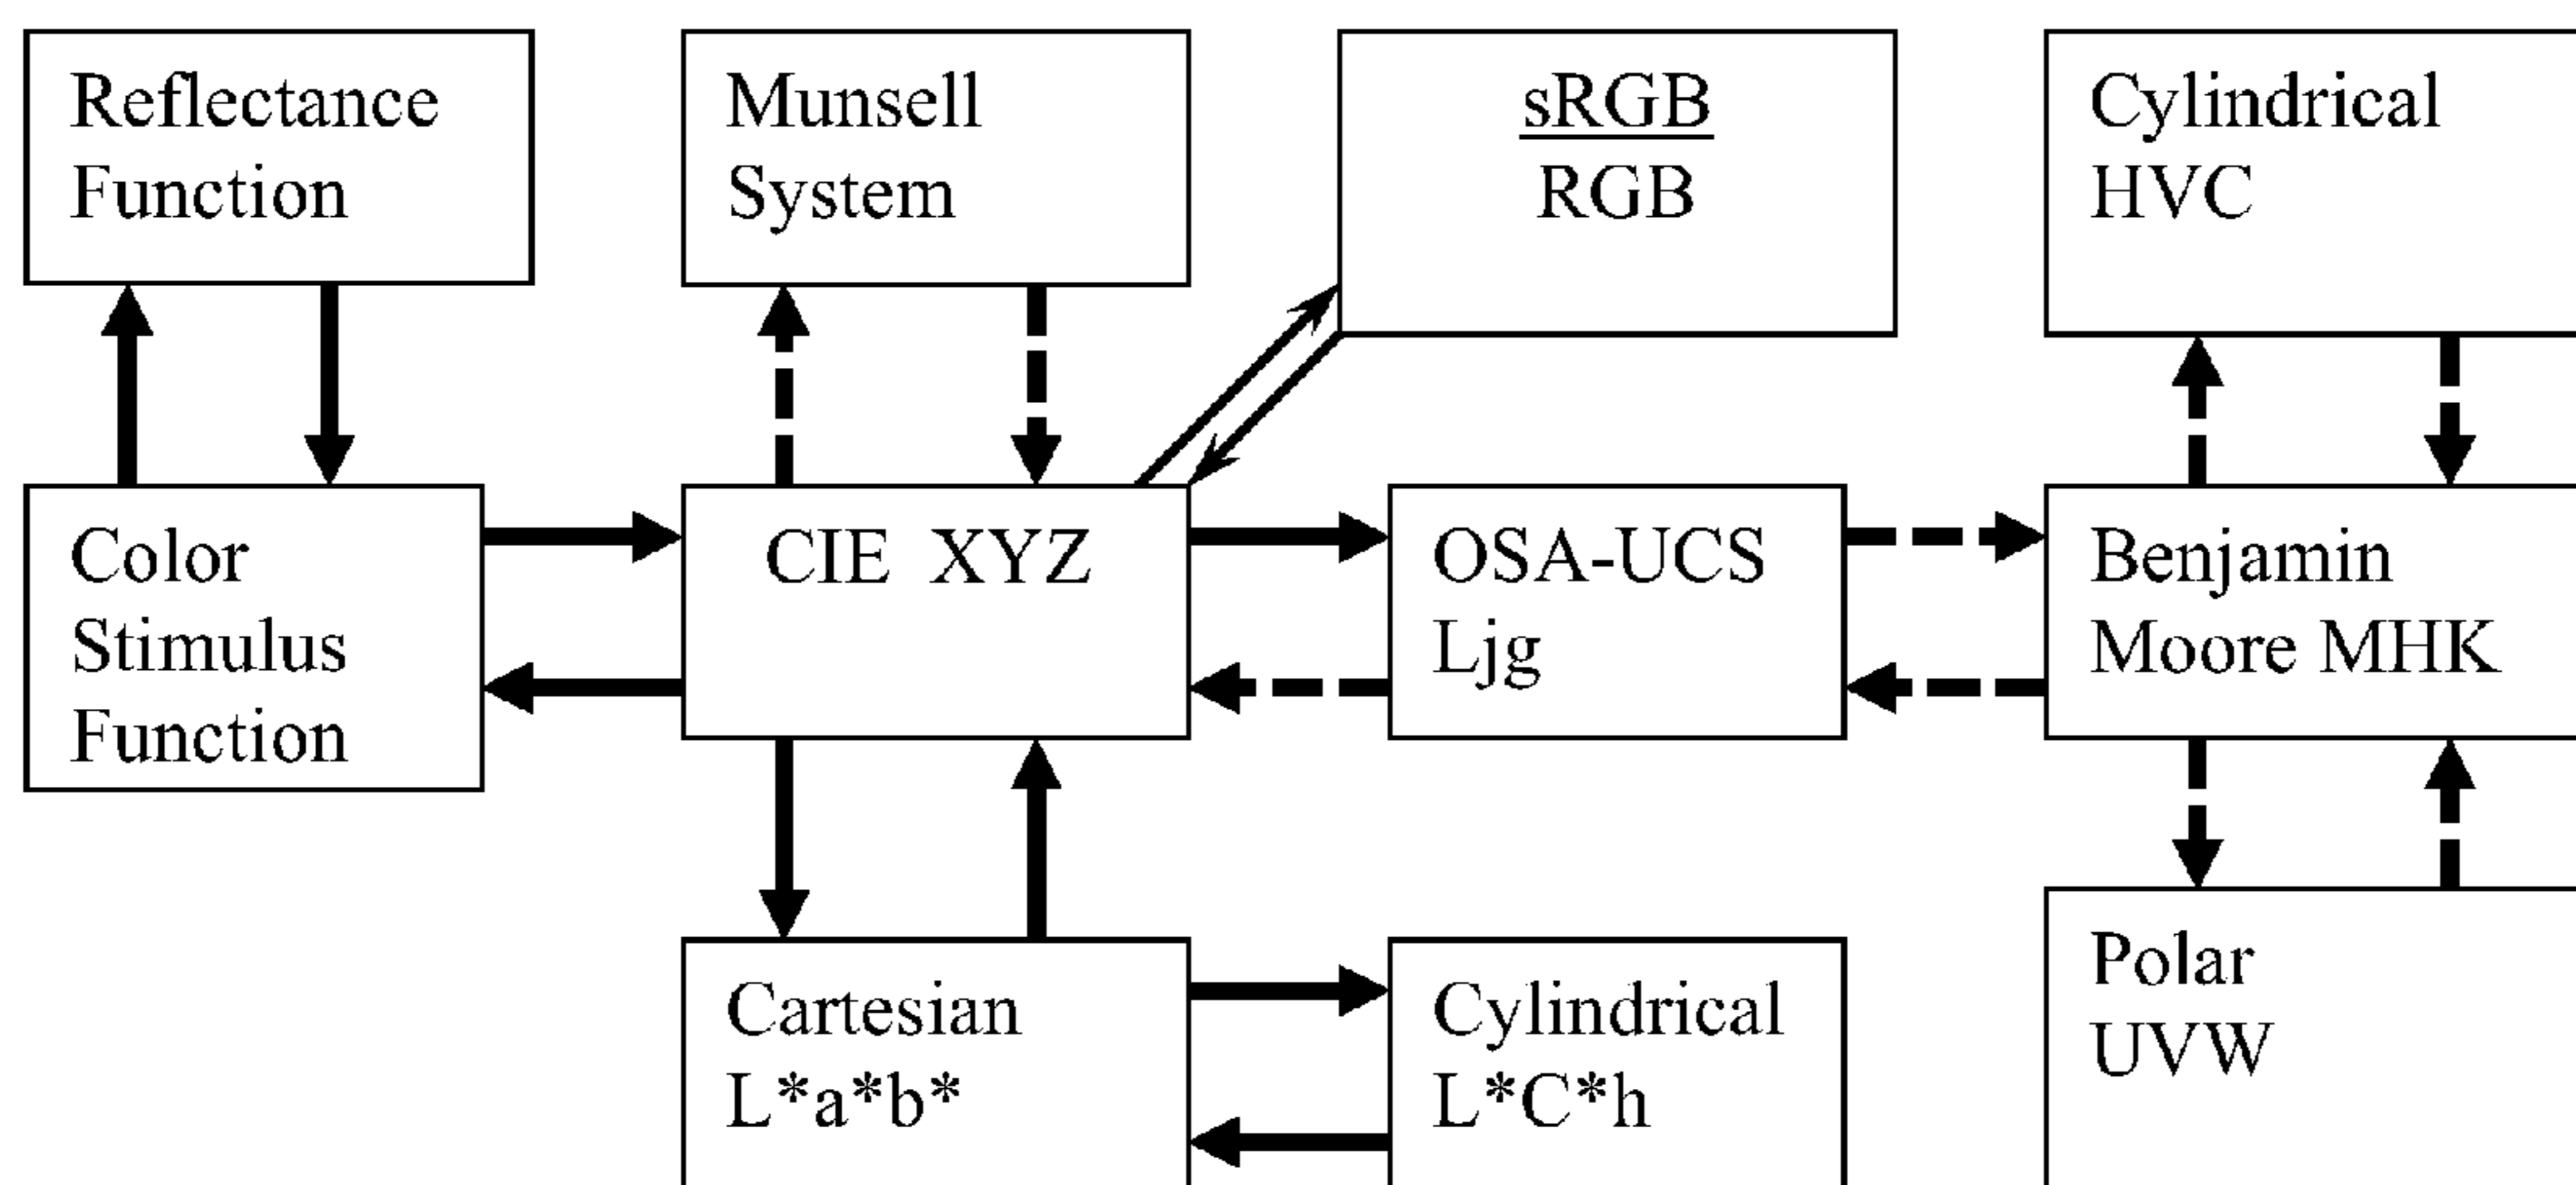 Reflectance
Function
Munsell
System
sRGB
RGB
Cylindrical
HVC
Color
Stimulus
Function
CIE XYZ
OSA-UCS
Ljg
Benjamin
Moore MHK
Cartesian
L*a*b*
Cylindrical
L*C*h
Polar
UVW